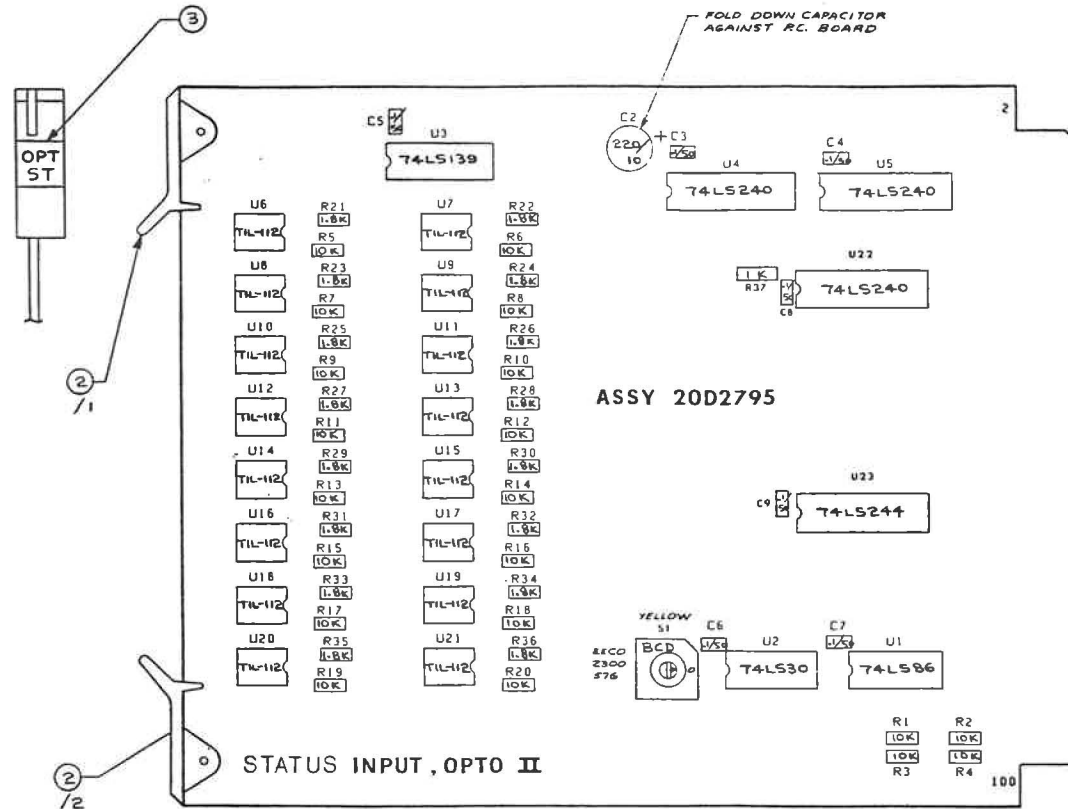 3
FOLD DOWN CAPACITOR
AGAINST P.C. BOARD
OPT
ST
2
/1
2
C5
U3
74LS139
C2
220
10
+
C3
.1/50
C4
.1/50
U4
74LS240
U5
74LS240
U6
TIL-112
R21
1.8K
R5
10K
U7
TIL-112
R22
1.8K
R6
10K
U8
TIL-112
R23
1.8K
R7
10K
U9
TIL-112
R24
1.8K
R8
10K
1K
R37
.1/
50
C8
U22
74LS240
U10
TIL-112
R25
1.8K
R9
10K
U11
TIL-112
R26
1.8K
R10
10K
U12
TIL-112
R27
1.8K
R11
10K
U13
TIL-112
R28
1.8K
R12
10K
ASSY 20D2795
U14
TIL-112
R29
1.8K
R13
10K
U15
TIL-112
R30
1.8K
R14
10K
C9
.1/
50
U23
74LS244
U16
TIL-112
R31
1.8K
R15
10K
U17
TIL-112
R32
1.8K
R16
10K
U18
TIL-112
R33
1.8K
R17
10K
U19
TIL-112
R34
1.8K
R18
10K
U20
TIL-112
R35
1.8K
R19
10K
U21
TIL-112
R36
1.8K
R20
10K
YELLOW
S1
BCD
0
EECO
2300
576
C6
.1/50
U2
74LS30
C7
.1/50
U1
74LS86
R1
10K
R2
10K
10K
R3
10K
R4
2
/2
STATUS INPUT, OPTO II
100